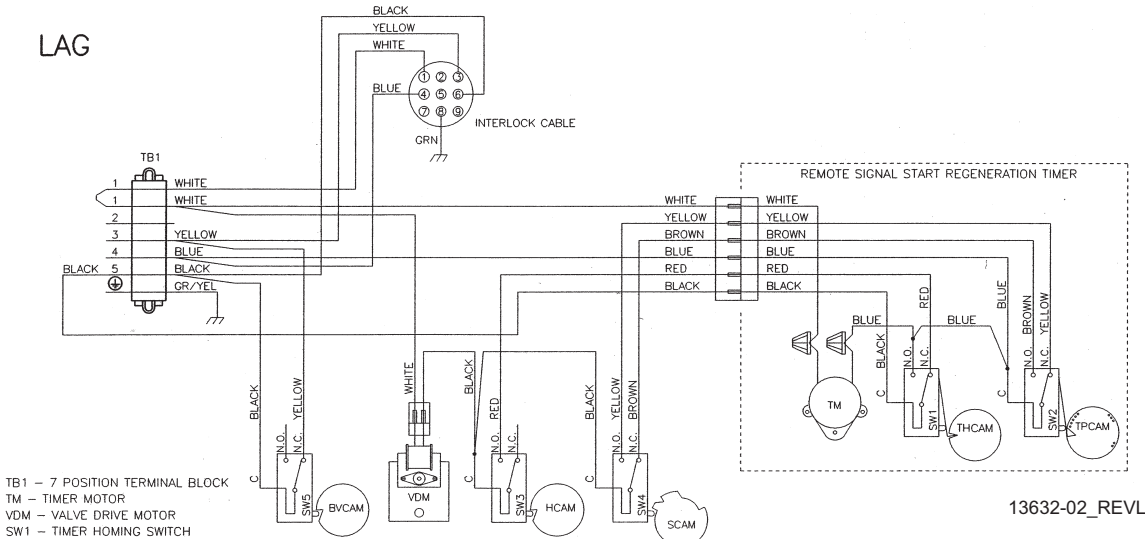 LAG
BLACK
YELLOW
WHITE
BLUE
1 2 3
4 5 6
7 8 9
INTERLOCK CABLE
GRN
TB1
1 WHITE
1 WHITE
2
3 YELLOW
4 BLUE
BLACK 5 BLACK
GR/YEL
REMOTE SIGNAL START REGENERATION TIMER
WHITE WHITE
YELLOW YELLOW
BROWN BROWN
BLUE BLUE
RED RED
BLACK BLACK
BLUE
BLUE
BLACK
RED
BLUE
BROWN
YELLOW
N.O.
N.C.
N.O.
N.C.
C
C
TM
SW1
THCAM
SW2
TPCAM
BLACK
YELLOW
WHITE
BLACK
RED
BLACK
YELLOW
BROWN
N.O.
N.C.
N.O.
N.C.
N.O.
N.C.
C
C
C
SW5
BVCAM
VDM
SW3
HCAM
SW4
SCAM
TB1 – 7 POSITION TERMINAL BLOCK
TM – TIMER MOTOR
VDM – VALVE DRIVE MOTOR
SW1 – TIMER HOMING SWITCH
13632-02_REVL